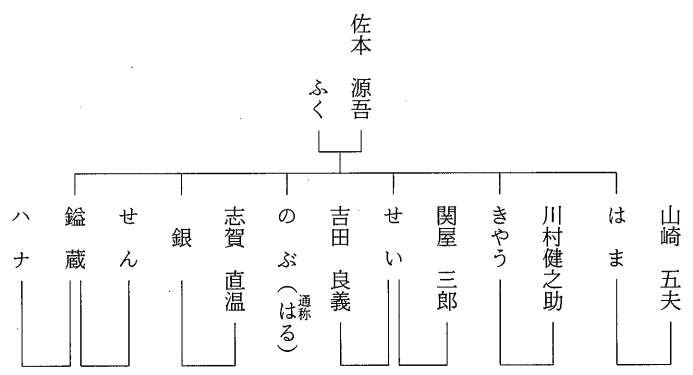 佐本 源吾
ふく
山崎 五夫
はま
川村健之助
きやう
関屋 三郎
せい
吉田 良義
のぶ(はる)
通称
志賀 直温
銀
せん
鎰蔵
ハナ